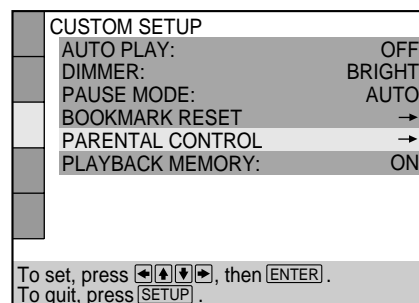 CUSTOM SETUP
AUTO PLAY: OFF
DIMMER: BRIGHT
PAUSE MODE: AUTO
BOOKMARK RESET →
PARENTAL CONTROL →
PLAYBACK MEMORY: ON
To set, press ←↑↓→, then ENTER.
To quit, press SETUP.